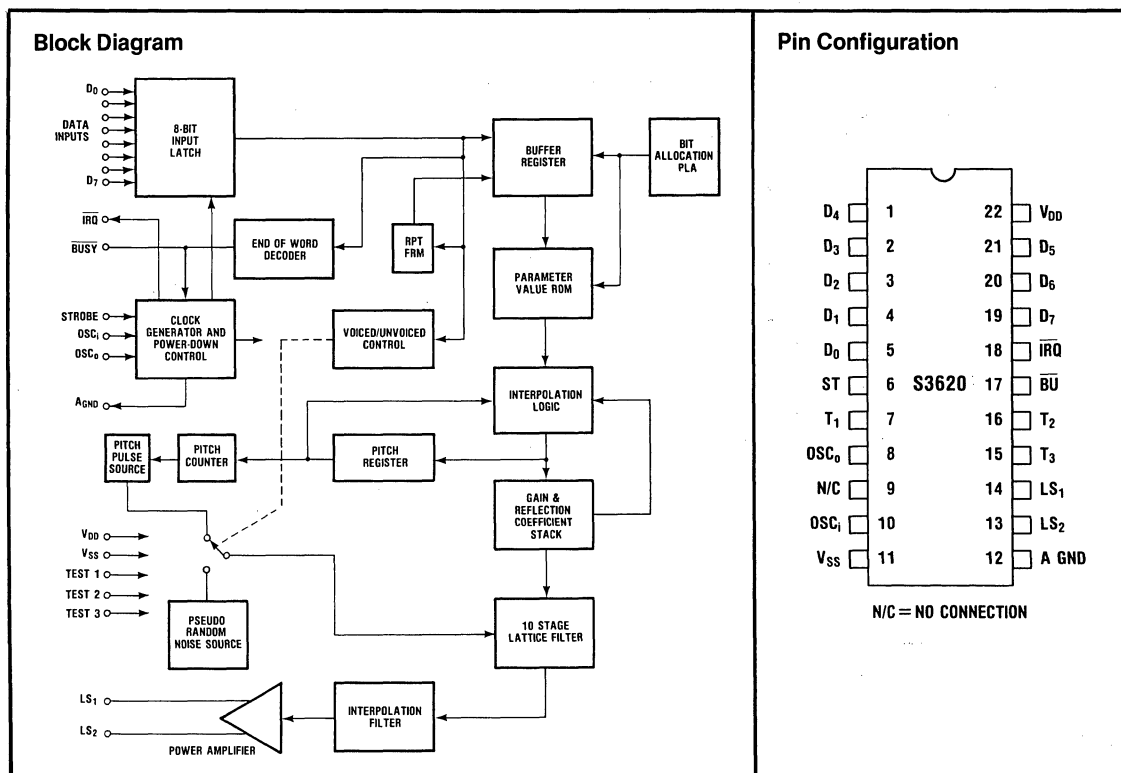 Block Diagram
D0
DATA
INPUTS
D7
8-BIT
INPUT
LATCH
BUFFER
REGISTER
BIT
ALLOCATION
PLA
IRQ
BUSY
END OF WORD
DECODER
RPT
FRM
PARAMETER
VALUE ROM
STROBE
OSCi
OSCo
CLOCK
GENERATOR AND
POWER-DOWN
CONTROL
VOICED/UNVOICED
CONTROL
AGND
INTERPOLATION
LOGIC
PITCH
PULSE
SOURCE
PITCH
COUNTER
PITCH
REGISTER
GAIN &
REFLECTION
COEFFICIENT
STACK
VDD
VSS
TEST 1
TEST 2
TEST 3
PSEUDO
RANDOM
NOISE SOURCE
10 STAGE
LATTICE FILTER
LS1
LS2
POWER AMPLIFIER
INTERPOLATION
FILTER
Pin Configuration
D4 1 22 VDD
D3 2 21 D5
D2 3 20 D6
D1 4 19 D7
D0 5 18 IRQ
ST 6 S3620 17 BU
T1 7 16 T2
OSCo 8 15 T3
N/C 9 14 LS1
OSCi 10 13 LS2
VSS 11 12 A GND
N/C = NO CONNECTION